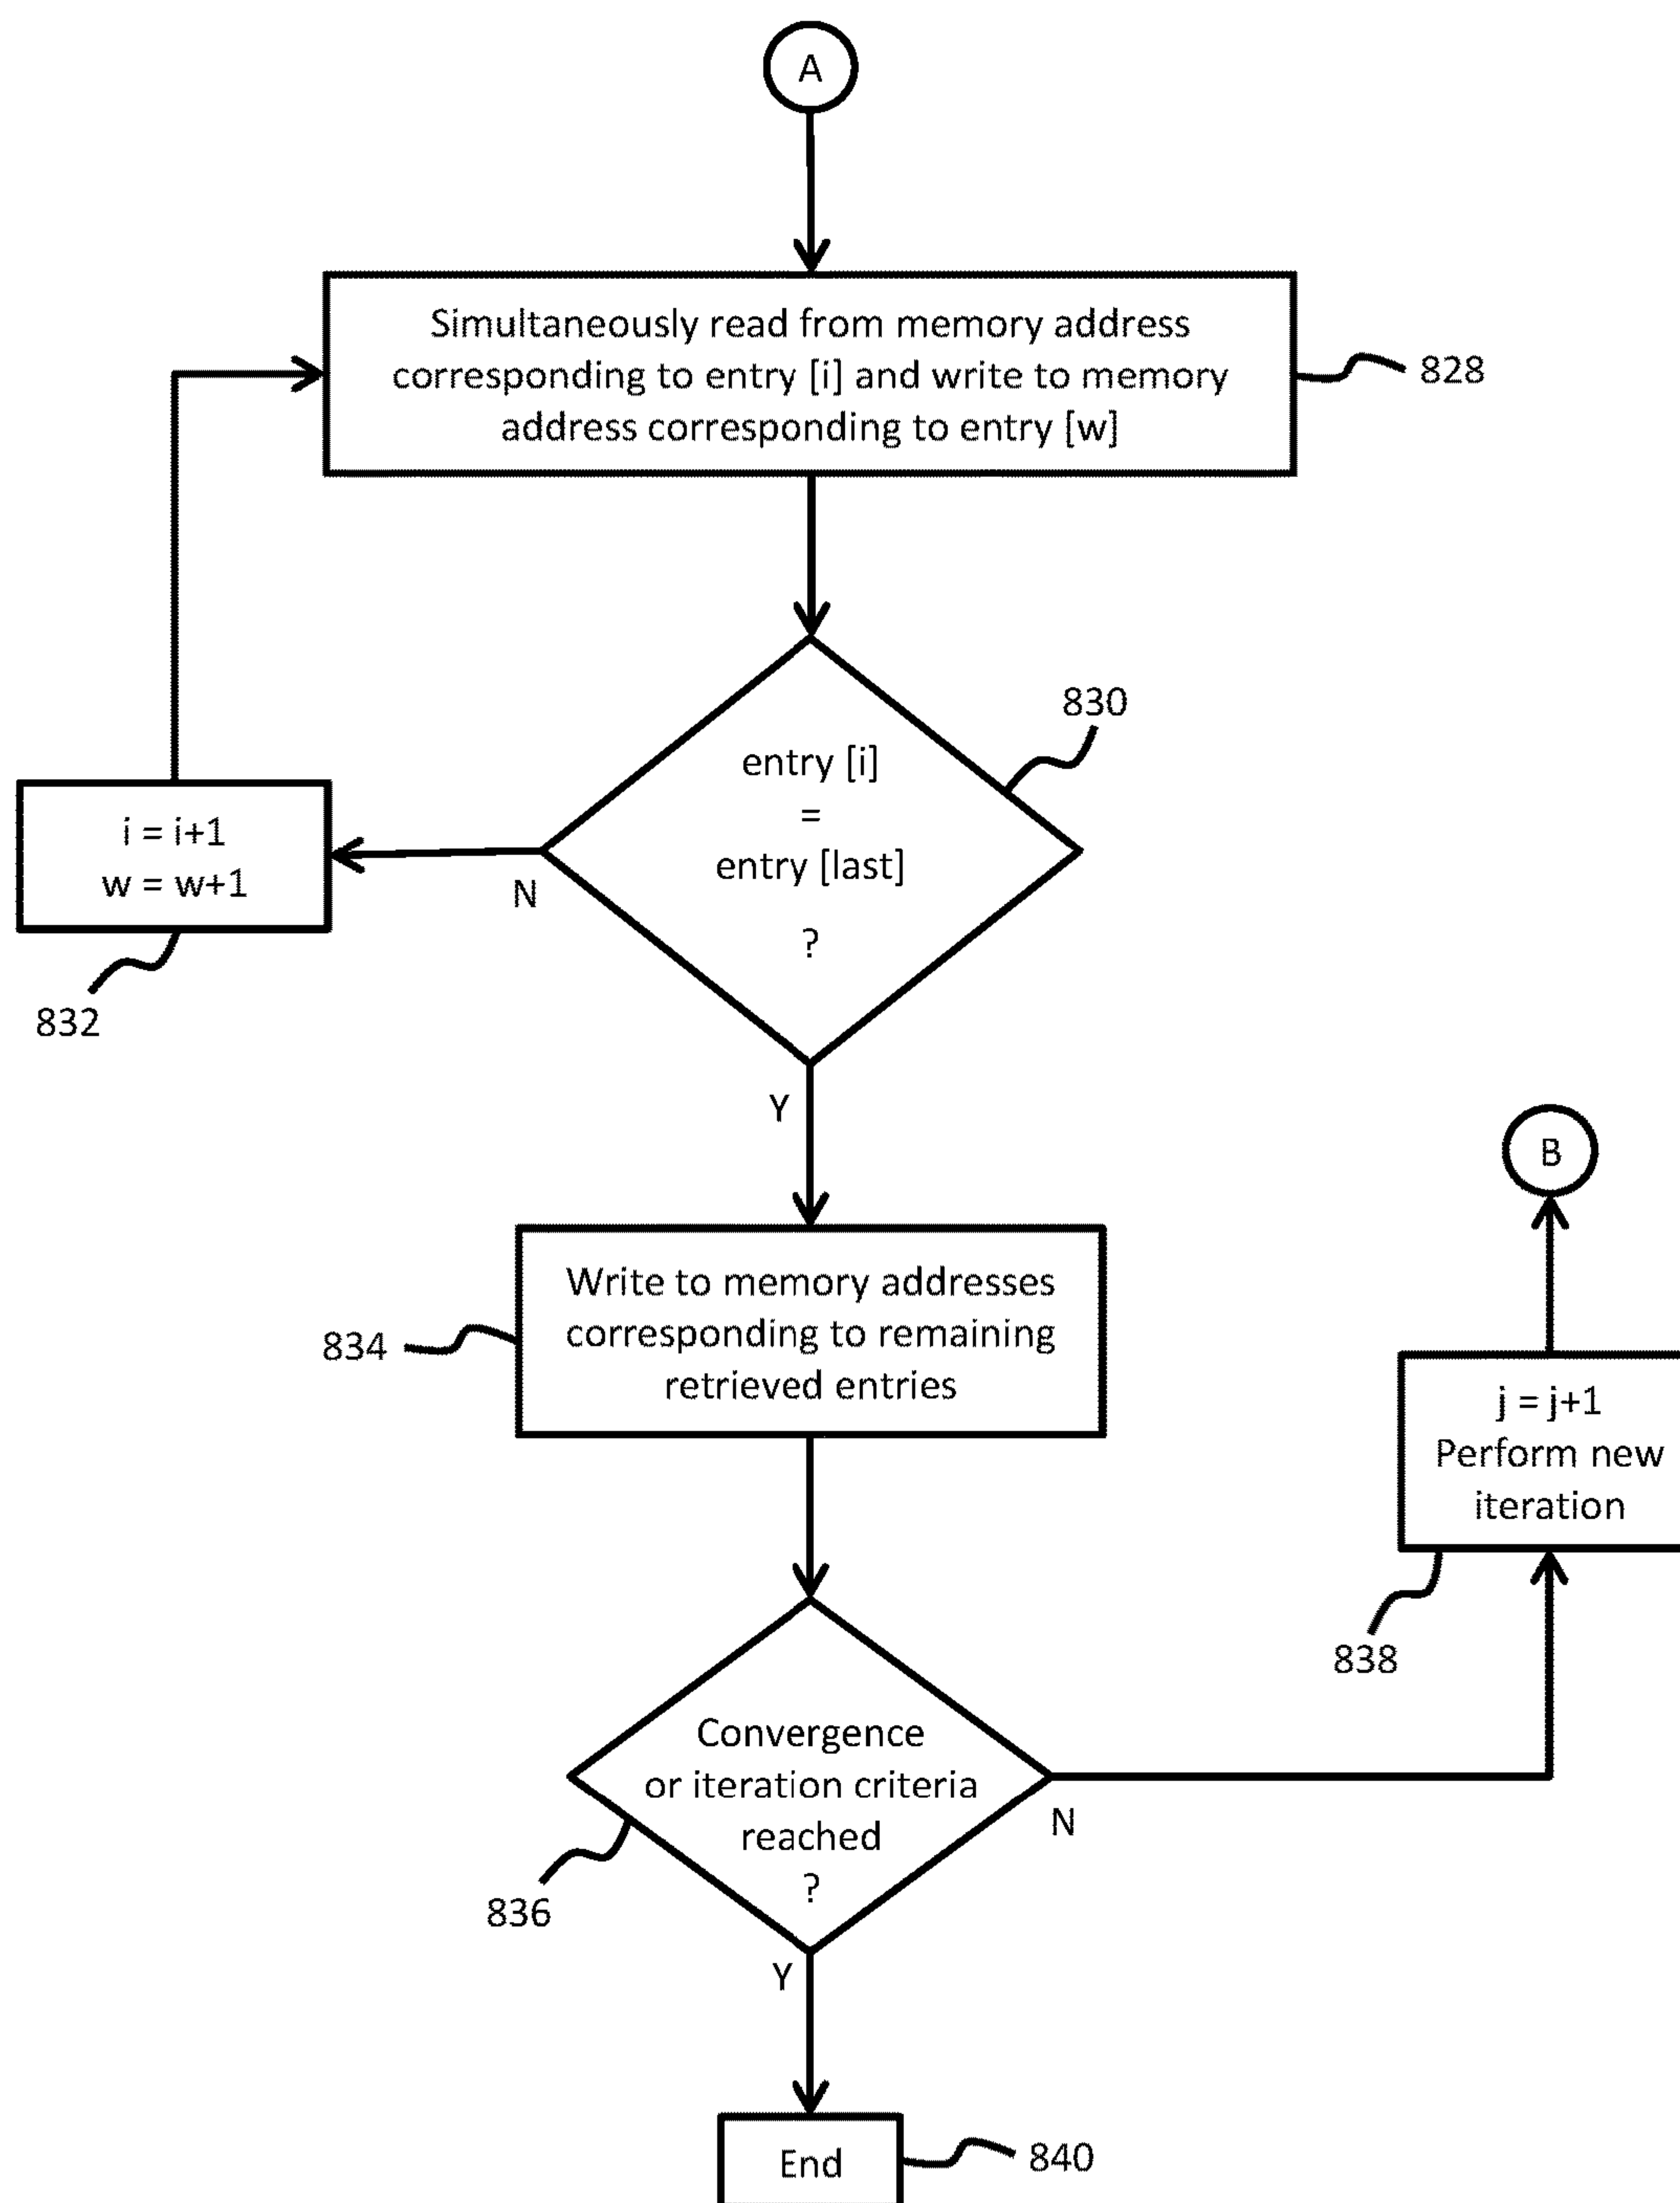 A
Simultaneously read from memory address
corresponding to entry [i] and write to memory
address corresponding to entry [w]
828
830
entry [i]
=
entry [last]
?
i = i+1
w = w+1
N
832
Y
B
Write to memory addresses
corresponding to remaining
retrieved entries
834
j = j+1
Perform new
iteration
838
Convergence
or iteration criteria
reached
?
N
836
Y
End
840